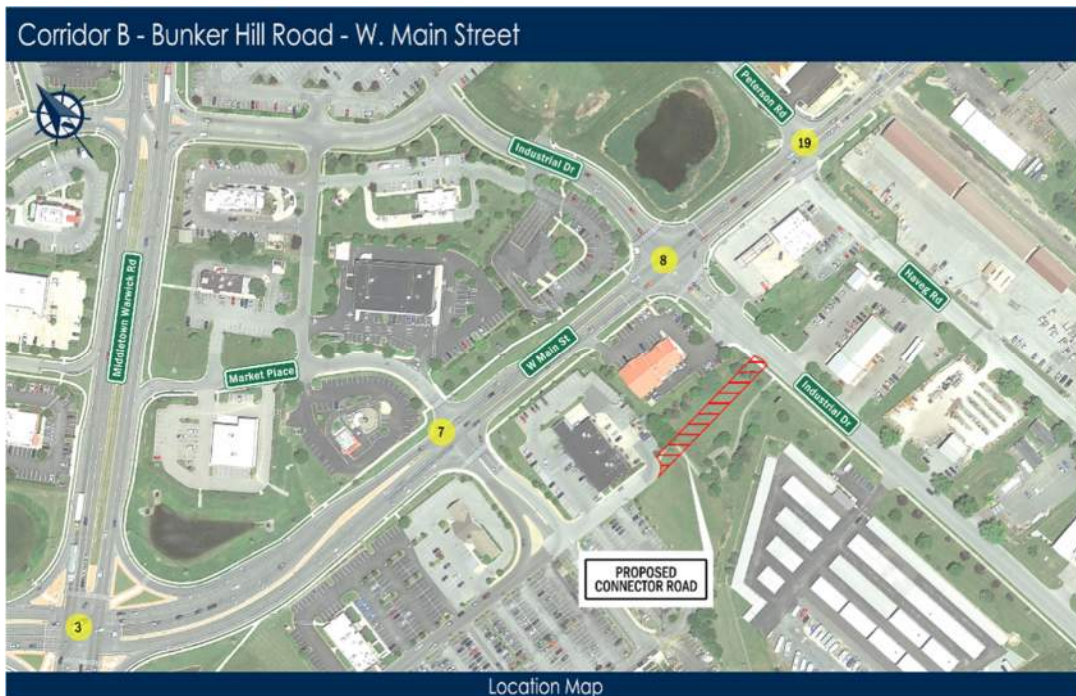 Corridor B - Bunker Hill Road - W. Main Street
Peterson Rd
19
Industrial Dr
8
Middletown Warwick Rd
Haveg Rd
W Main St
Market Place
Industrial Dr
7
PROPOSED
CONNECTOR ROAD
3
Location Map